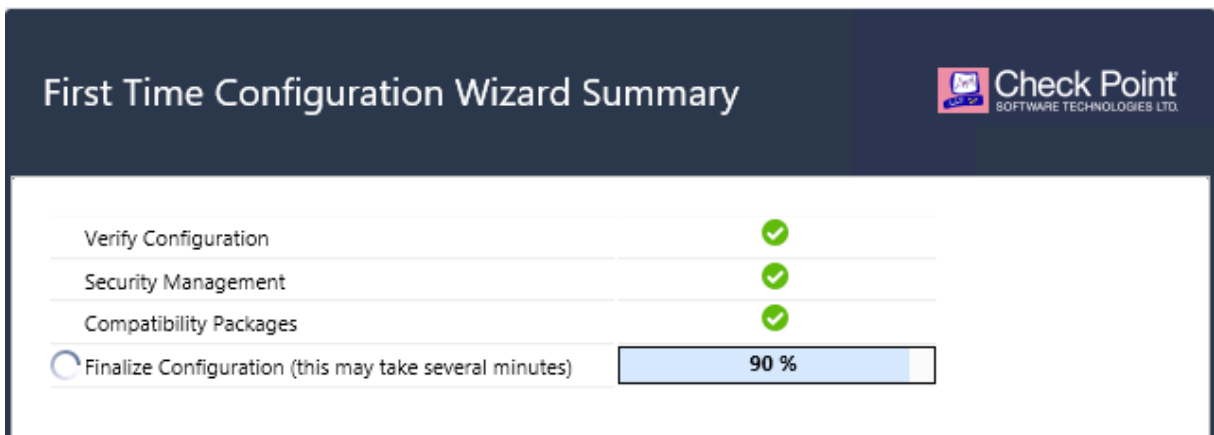 First Time Configuration Wizard Summary
Check Point
SOFTWARE TECHNOLOGIES LTD.
Verify Configuration
Security Management
Compatibility Packages
Finalize Configuration (this may take several minutes) 90 %